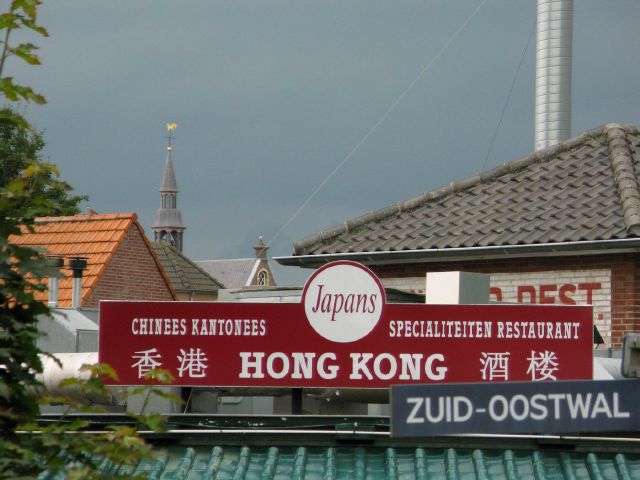 Japans
CHINEES KANTONEES SPECIALITEITEN RESTAURANT
香港 HONG KONG 酒楼
ZUID-OOSTWAL